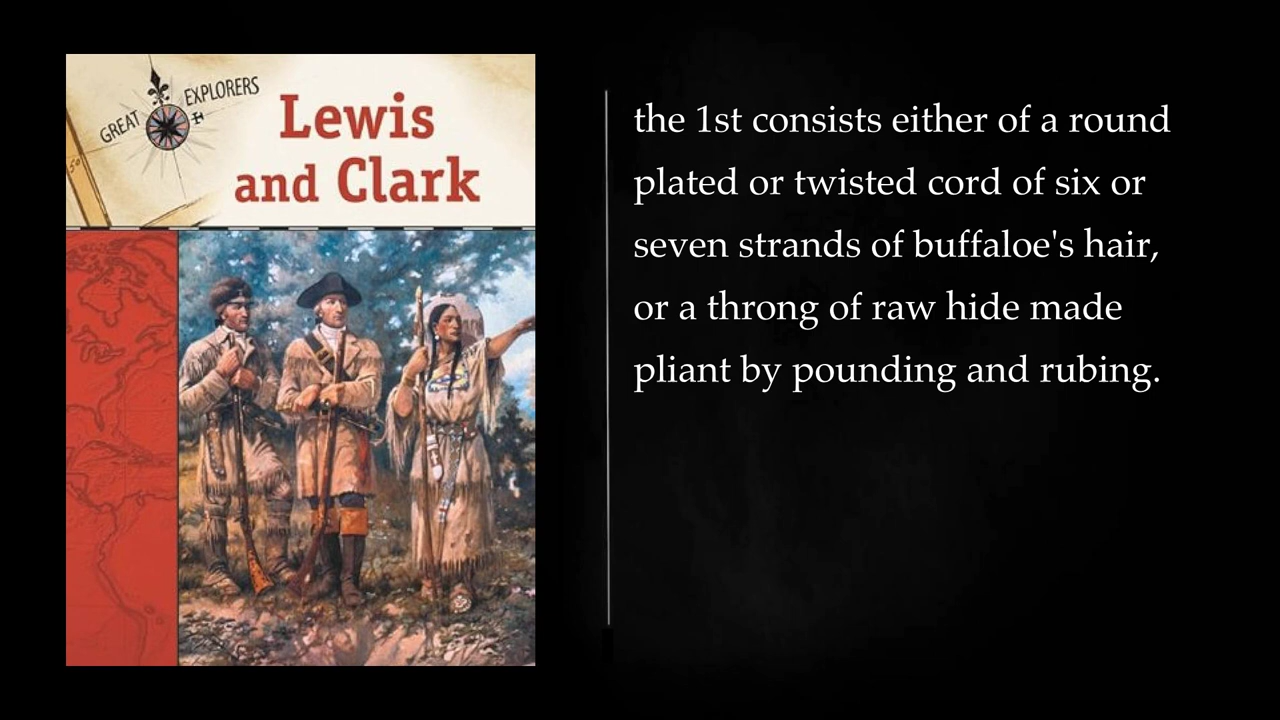 GREAT EXPLORERS
Lewis
and Clark
50
the 1st consists either of a round
plated or twisted cord of six or
seven strands of buffaloe's hair,
or a throng of raw hide made
pliant by pounding and rubing.